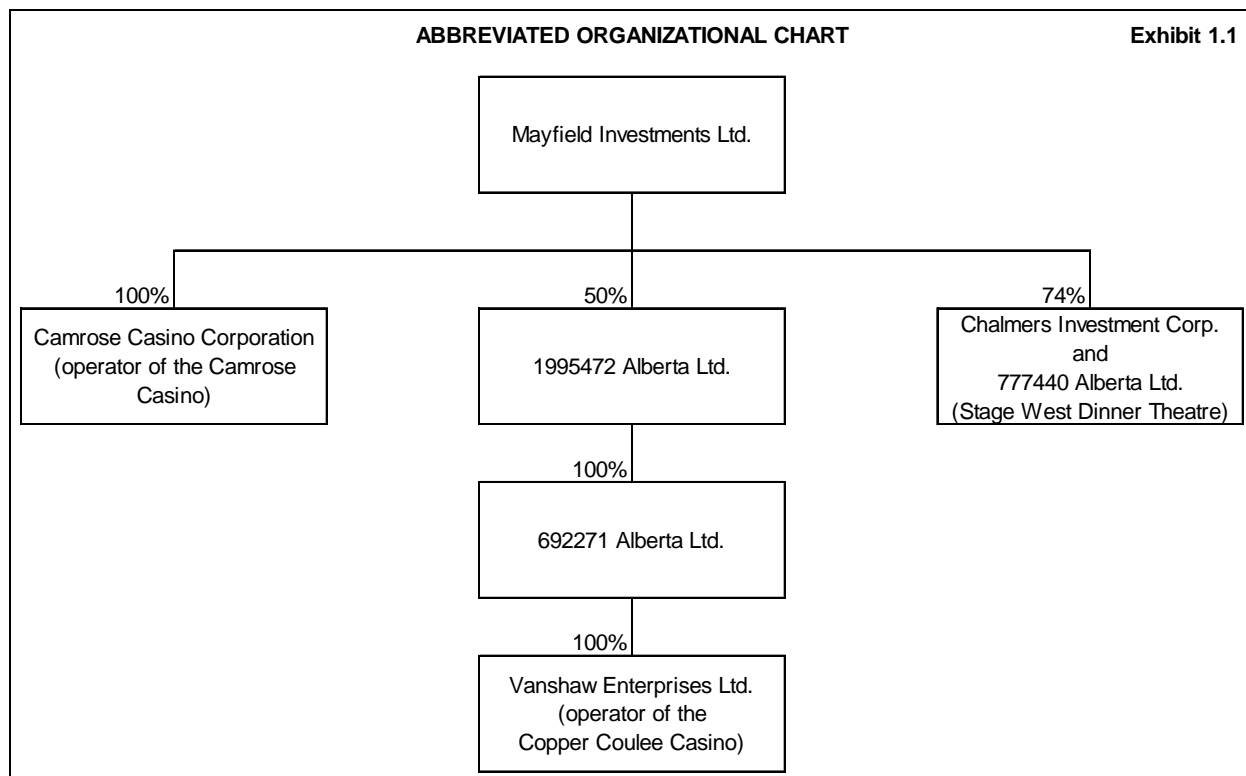 ABBREVIATED ORGANIZATIONAL CHART
Exhibit 1.1
Mayfield Investments Ltd.
100%
Camrose Casino Corporation
(operator of the Camrose
Casino)
50%
1995472 Alberta Ltd.
74%
Chalmers Investment Corp.
and
777440 Alberta Ltd.
(Stage West Dinner Theatre)
100%
692271 Alberta Ltd.
100%
Vanshaw Enterprises Ltd.
(operator of the
Copper Coulee Casino)